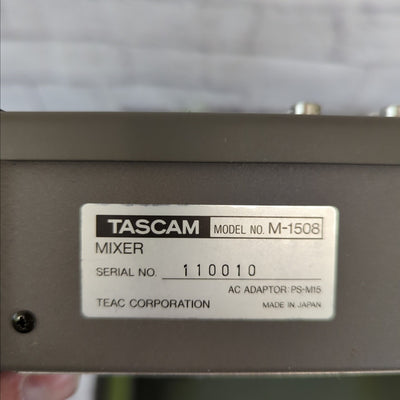 TASCAM MODEL NO. M-1508
MIXER
SERIAL NO. 110010
AC ADAPTOR: PS-M15
TEAC CORPORATION MADE IN JAPAN